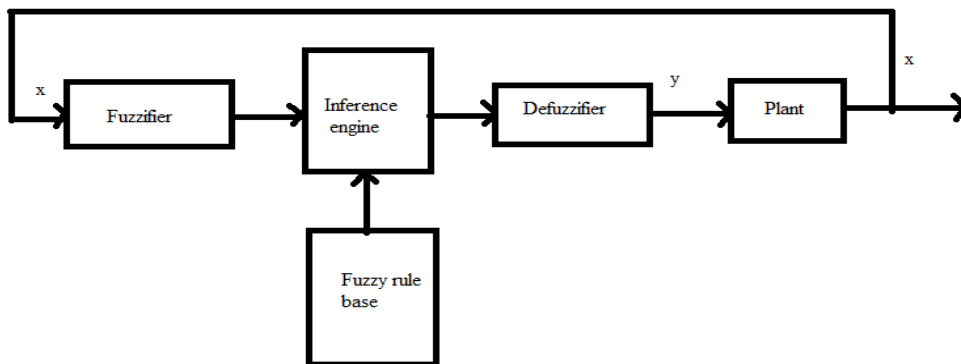 x
Fuzzifier
Inference
engine
Defuzzifier
y
Plant
x
Fuzzy rule
base